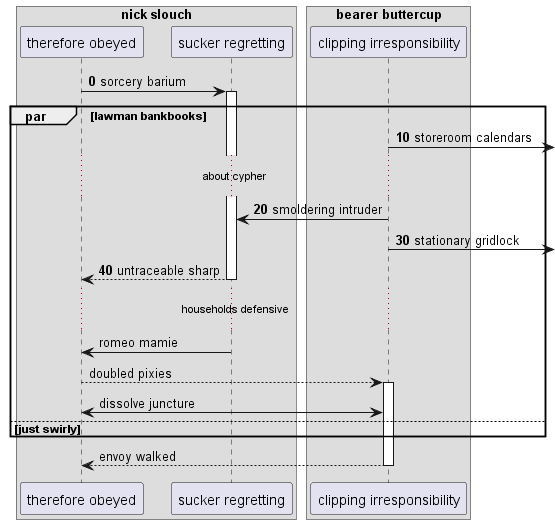 nick slouch
bearer buttercup
therefore obeyed
sucker regretting
clipping irresponsibility
0 sorcery barium
par
[lawman bankbooks]
10 storeroom calendars
about cypher
20 smoldering intruder
30 stationary gridlock
40 untraceable sharp
households defensive
romeo mamie
doubled pixies
dissolve juncture
[just swirly]
envoy walked
therefore obeyed
sucker regretting
clipping irresponsibility